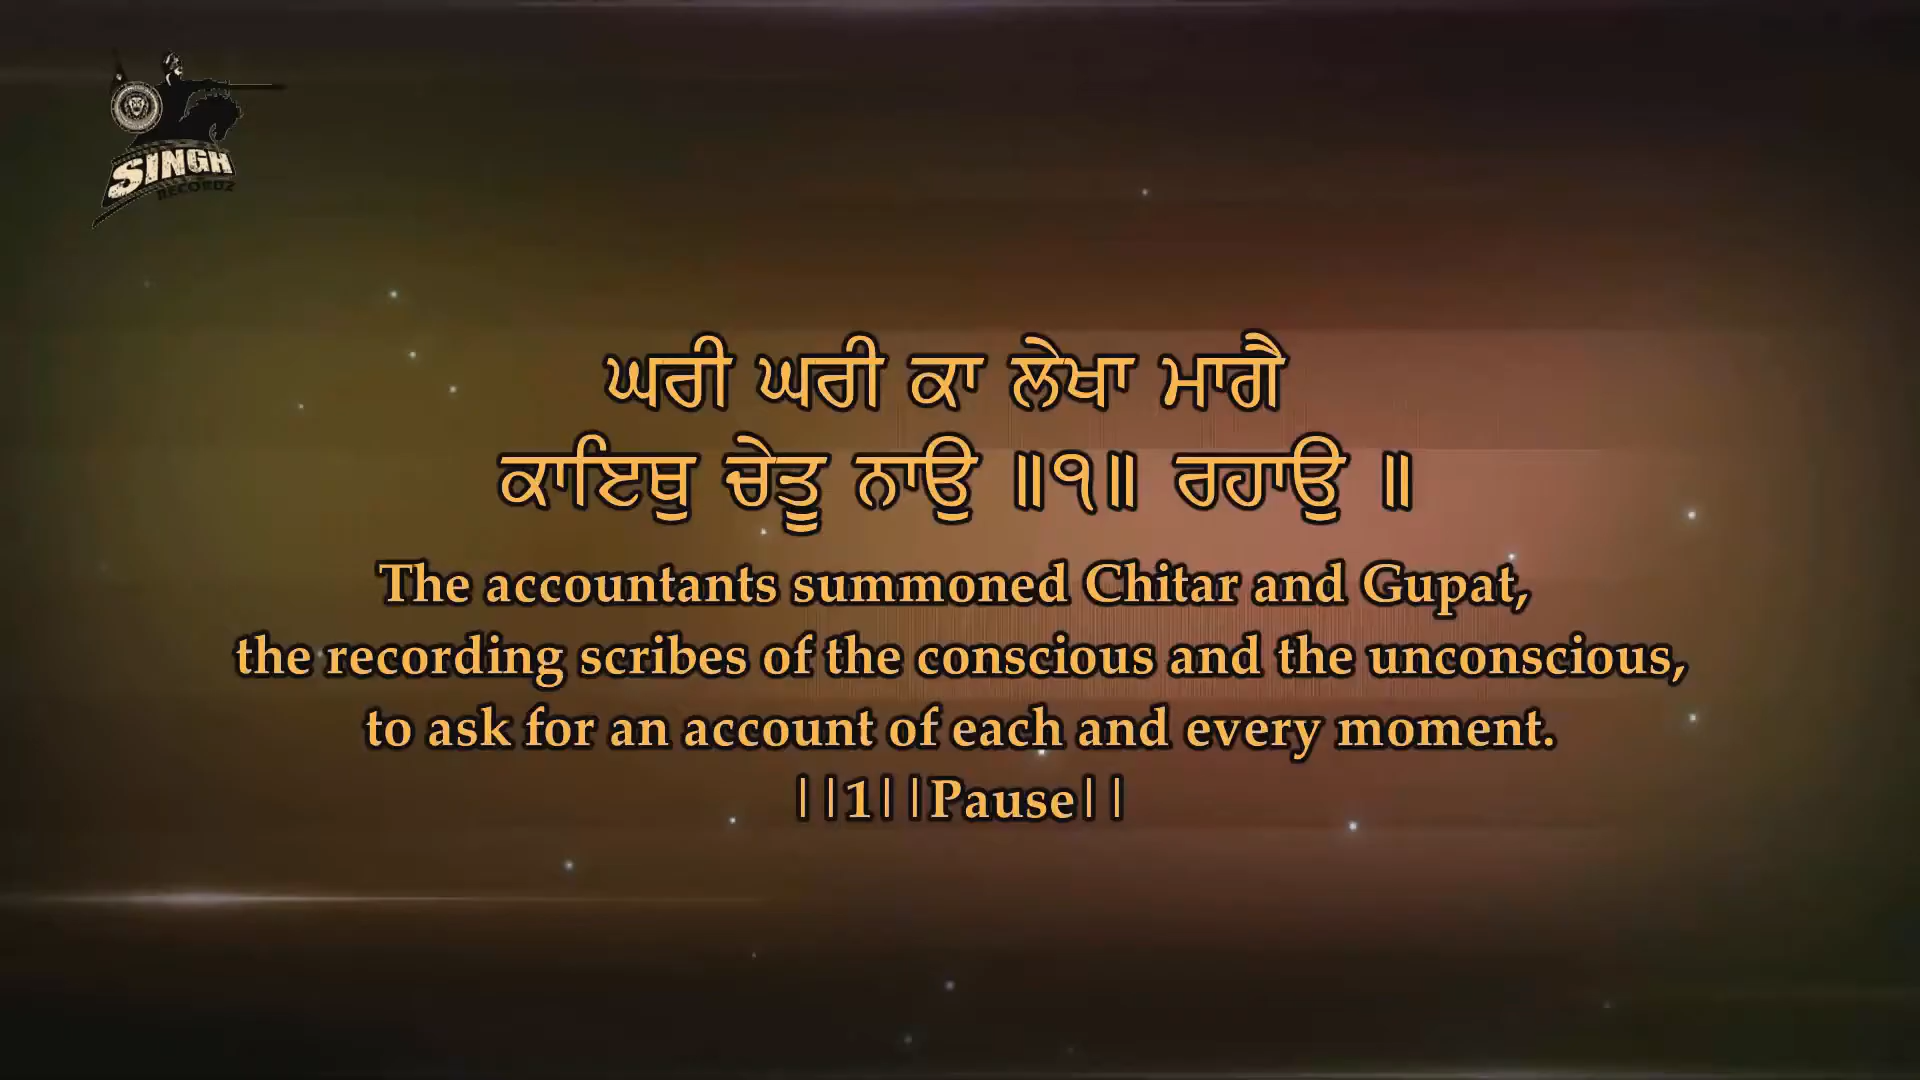 SINGH
RECORDZ
ਘਰੀ ਘਰੀ ਕਾ ਲੇਖਾ ਮਾਗੈ
ਕਾਇਥੁ ਚੇਤੂ ਨਾਉ ॥੧॥ ਰਹਾਉ ॥
The accountants summoned Chitar and Gupat,
the recording scribes of the conscious and the unconscious,
to ask for an account of each and every moment.
||1||Pause||